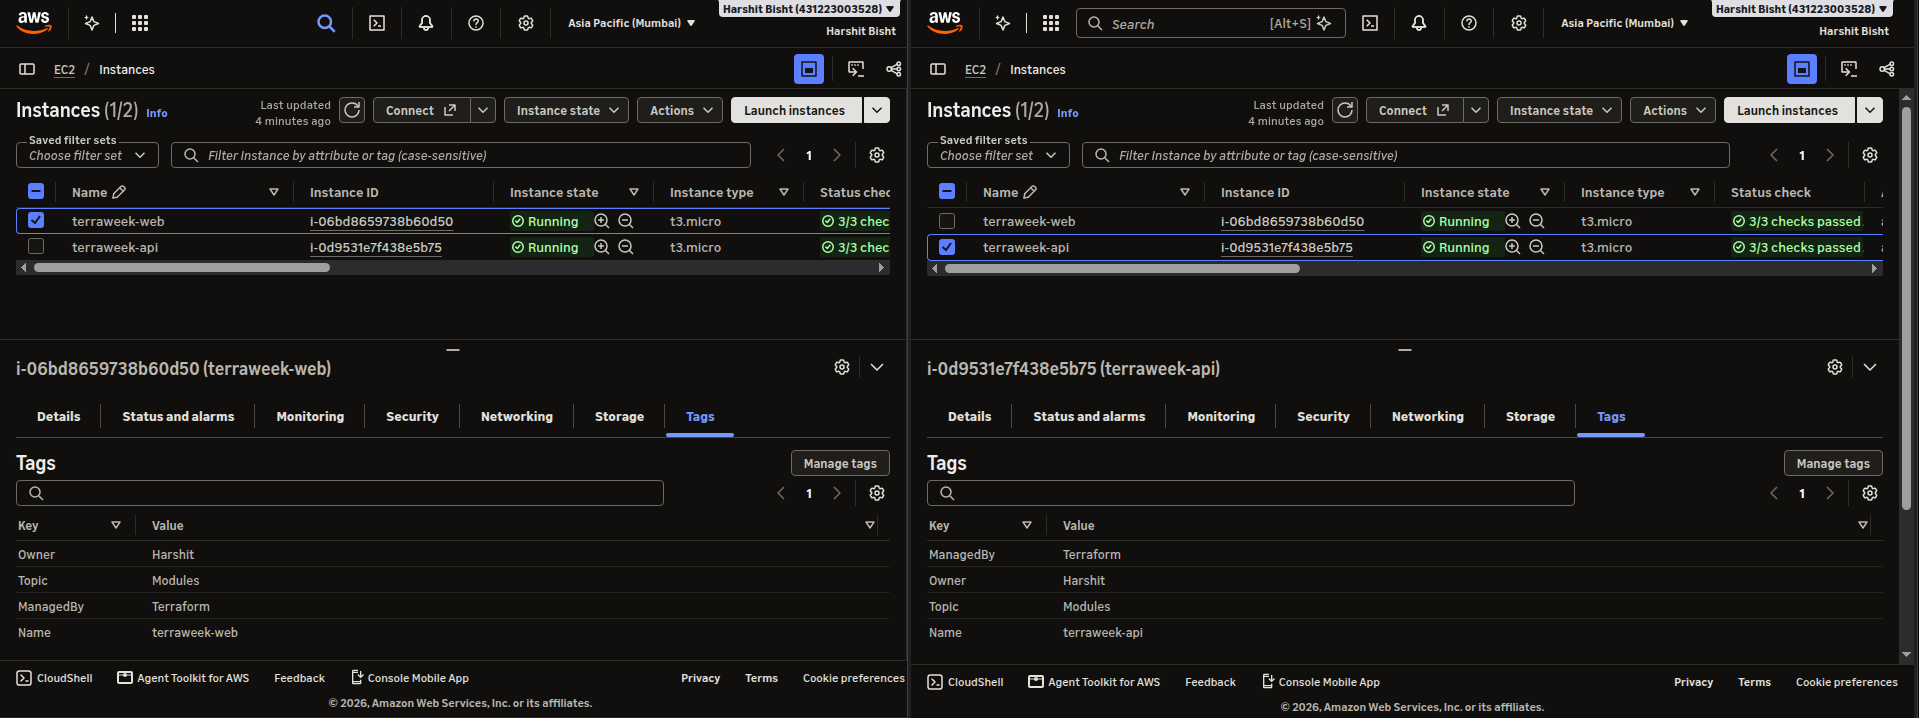 aws
Asia Pacific (Mumbai)
Harshit Bisht (431223003528)
Harshit Bisht
EC2 / Instances
Instances (1/2) Info
Last updated
4 minutes ago
Connect
Instance state
Actions
Launch instances
Saved filter sets
Choose filter set
Filter Instance by attribute or tag (case-sensitive)
1
Name Instance ID Instance state Instance type Status chec
terraweek-web i-06bd8659738b60d50 Running t3.micro 3/3 chec
terraweek-api i-0d9531e7f438e5b75 Running t3.micro 3/3 chec
i-06bd8659738b60d50 (terraweek-web)
Details Status and alarms Monitoring Security Networking Storage Tags
Tags
Manage tags
1
Key Value
Owner Harshit
Topic Modules
ManagedBy Terraform
Name terraweek-web
CloudShell Agent Toolkit for AWS Feedback Console Mobile App Privacy Terms Cookie preferences
© 2026, Amazon Web Services, Inc. or its affiliates.
aws
Search [Alt+S]
Asia Pacific (Mumbai)
Harshit Bisht (431223003528)
Harshit Bisht
EC2 / Instances
Instances (1/2) Info
Last updated
4 minutes ago
Connect
Instance state
Actions
Launch instances
Saved filter sets
Choose filter set
Filter Instance by attribute or tag (case-sensitive)
1
Name Instance ID Instance state Instance type Status check
terraweek-web i-06bd8659738b60d50 Running t3.micro 3/3 checks passed
terraweek-api i-0d9531e7f438e5b75 Running t3.micro 3/3 checks passed
i-0d9531e7f438e5b75 (terraweek-api)
Details Status and alarms Monitoring Security Networking Storage Tags
Tags
Manage tags
1
Key Value
ManagedBy Terraform
Owner Harshit
Topic Modules
Name terraweek-api
CloudShell Agent Toolkit for AWS Feedback Console Mobile App Privacy Terms Cookie preferences
© 2026, Amazon Web Services, Inc. or its affiliates.